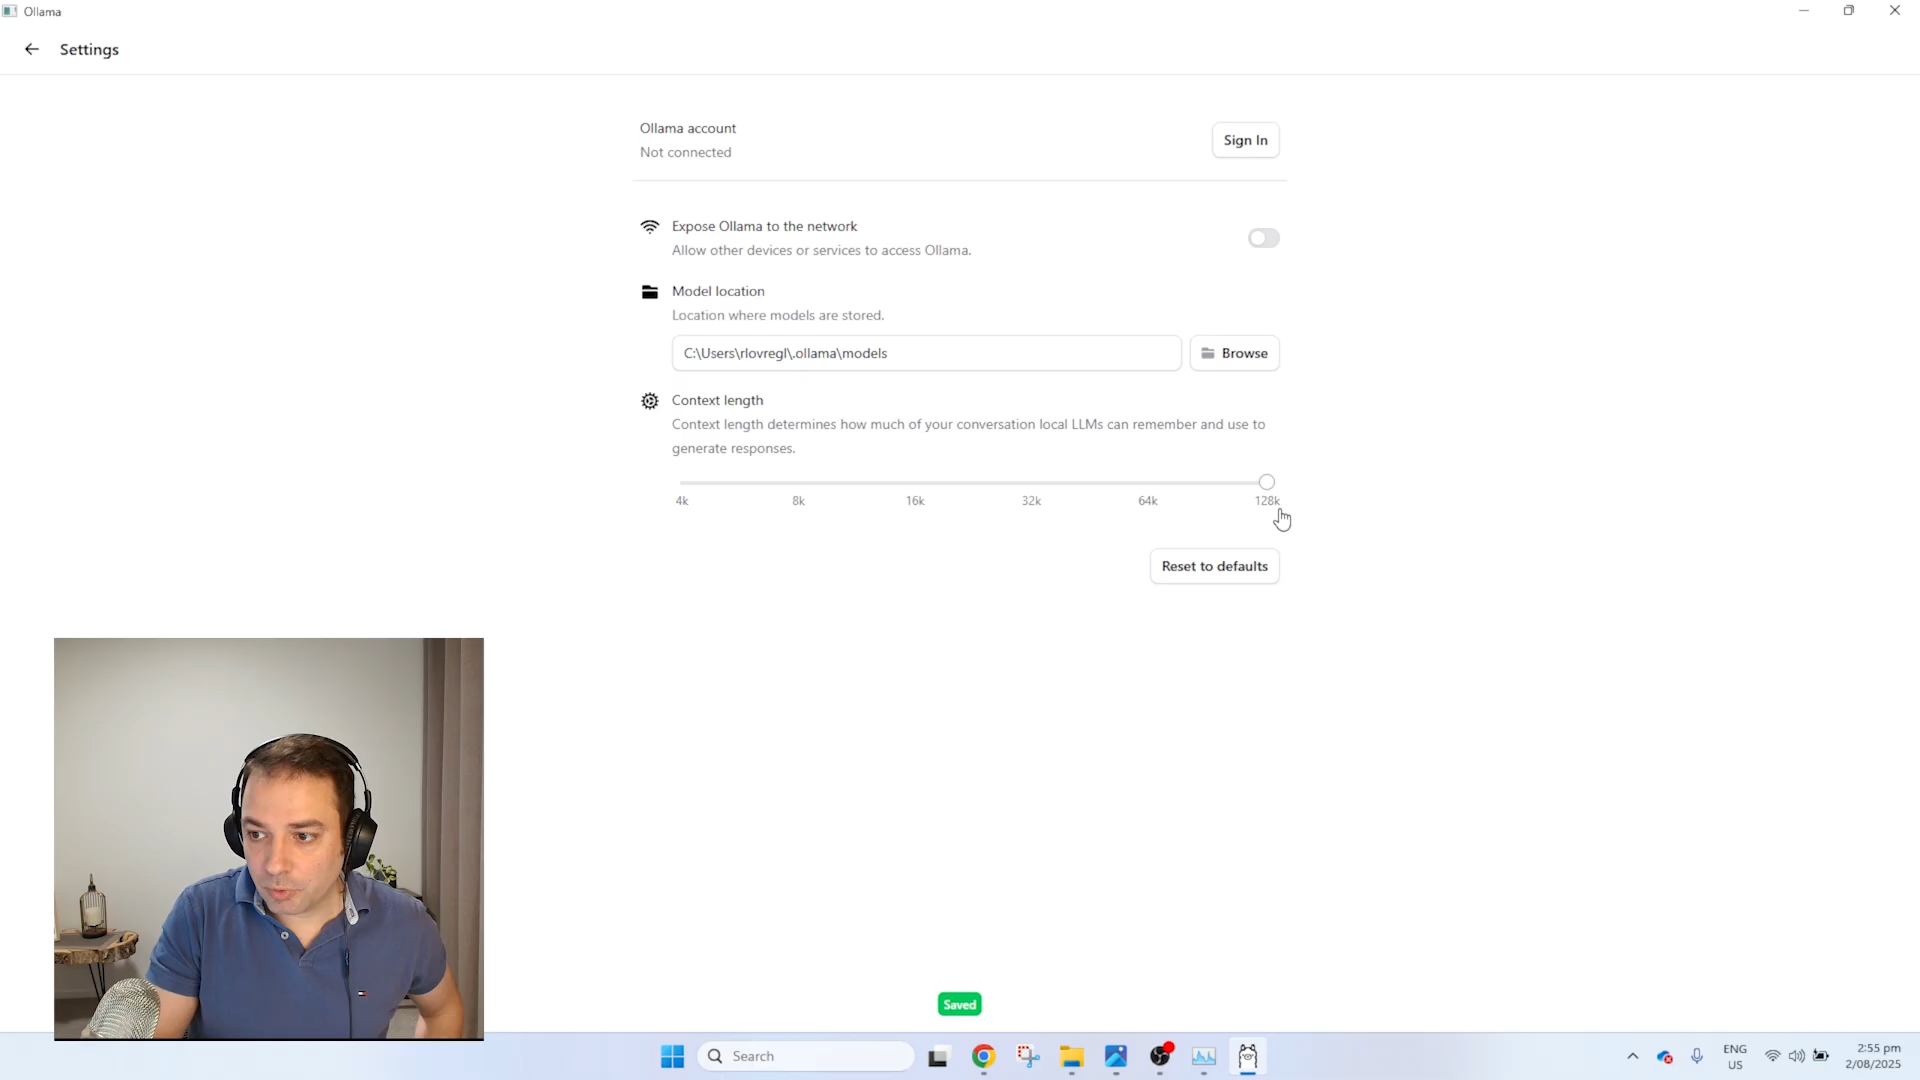 Ollama
Settings
Ollama account
Not connected
Sign In
Expose Ollama to the network
Allow other devices or services to access Ollama.
Model location
Location where models are stored.
C:\Users\rlovregl\.ollama\models
Browse
Context length
Context length determines how much of your conversation local LLMs can remember and use to
generate responses.
4k 8k 16k 32k 64k 128k
Reset to defaults
Saved
Search
ENG
US
2:55 pm
2/08/2025